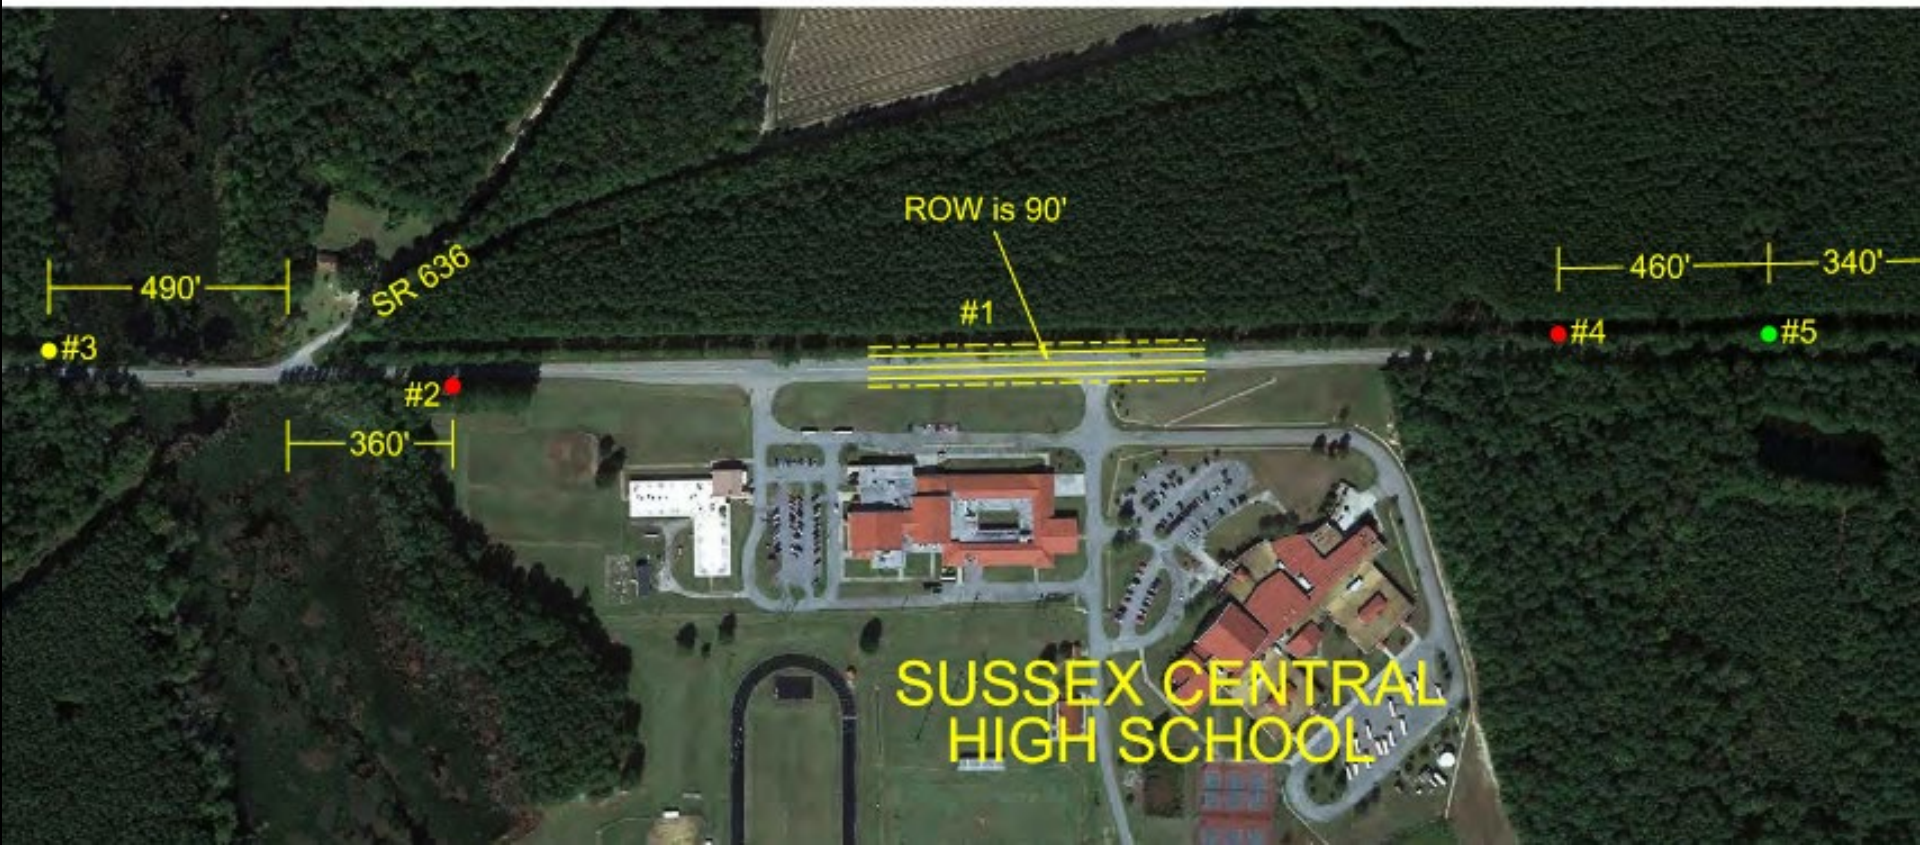 ROW is 90'
SR 636
490'
460'
340'
#1
#3
#4
#5
#2
360'
SUSSEX CENTRAL
HIGH SCHOOL